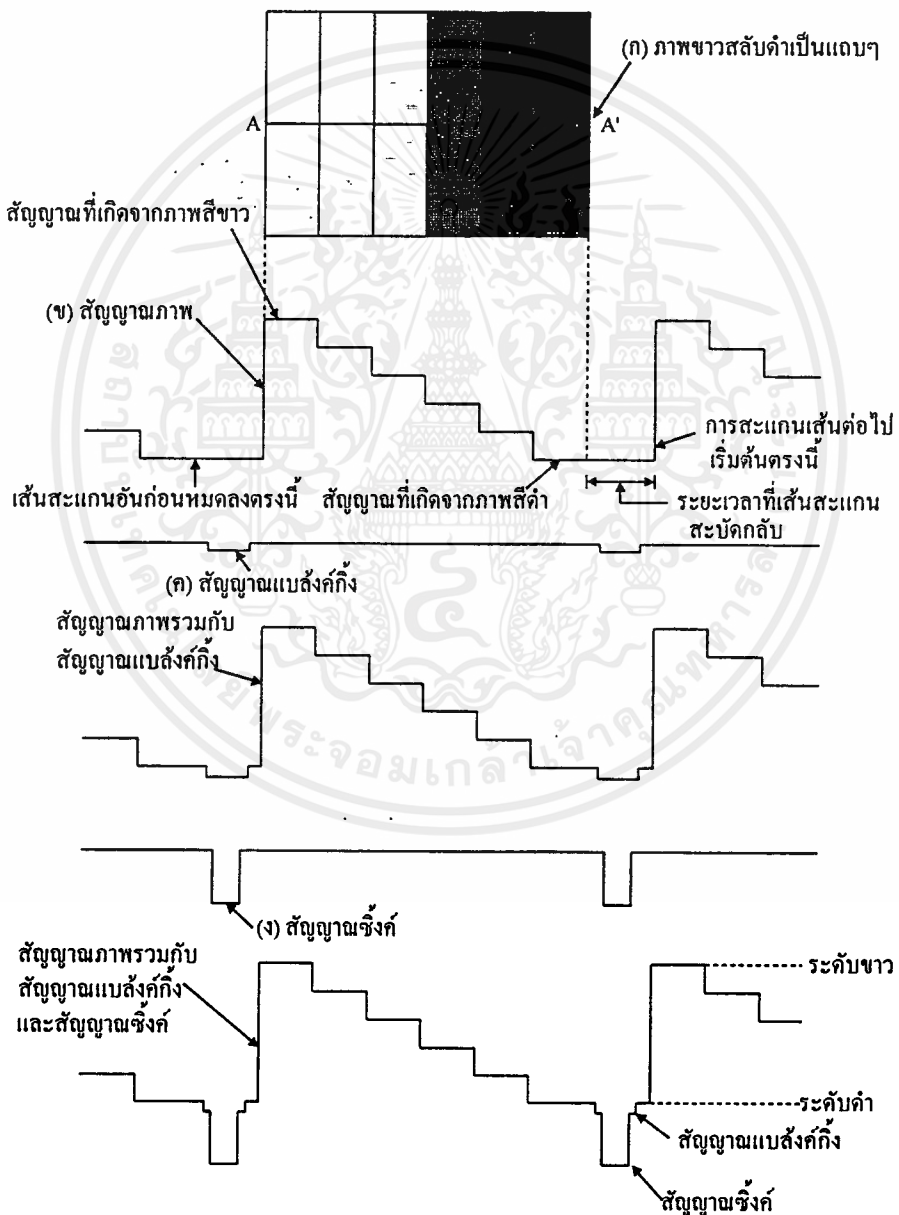 (ก) ภาพขาวสลับดำเป็นแถบๆ
A
A'
สัญญาณที่เกิดจากภาพสีขาว
(ข) สัญญาณภาพ
การสะแกนเส้นต่อไป
เริ่มต้นตรงนี้
เส้นสะแกนอันก่อนหมดลงตรงนี้
สัญญาณที่เกิดจากภาพสีดำ
ระยะเวลาที่เส้นสะแกน
สะบัดกลับ
(ค) สัญญาณแบล้งค์กิ้ง
สัญญาณภาพรวมกับ
สัญญาณแบล้งค์กิ้ง
(ง) สัญญาณซิ้งค์
สัญญาณภาพรวมกับ
สัญญาณแบล้งค์กิ้ง
และสัญญาณซิ้งค์
ระดับขาว
ระดับดำ
สัญญาณแบล้งค์กิ้ง
สัญญาณซิ้งค์